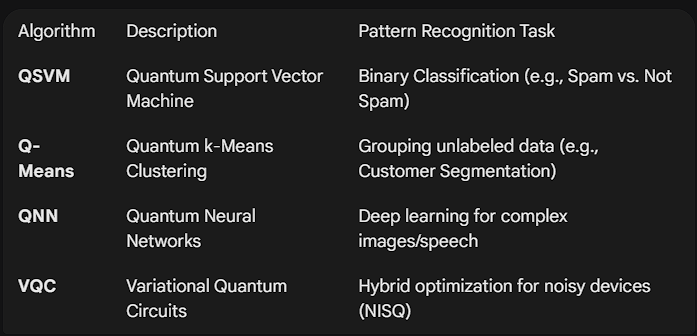 Algorithm Description Pattern Recognition Task
QSVM Quantum Support Vector Binary Classification (e.g., Spam vs. Not
Machine Spam)
Q- Quantum k-Means Grouping unlabeled data (e.g.,
Means Clustering Customer Segmentation)
QNN Quantum Neural Deep learning for complex
Networks images/speech
VQC Variational Quantum Hybrid optimization for noisy devices
Circuits (NISQ)